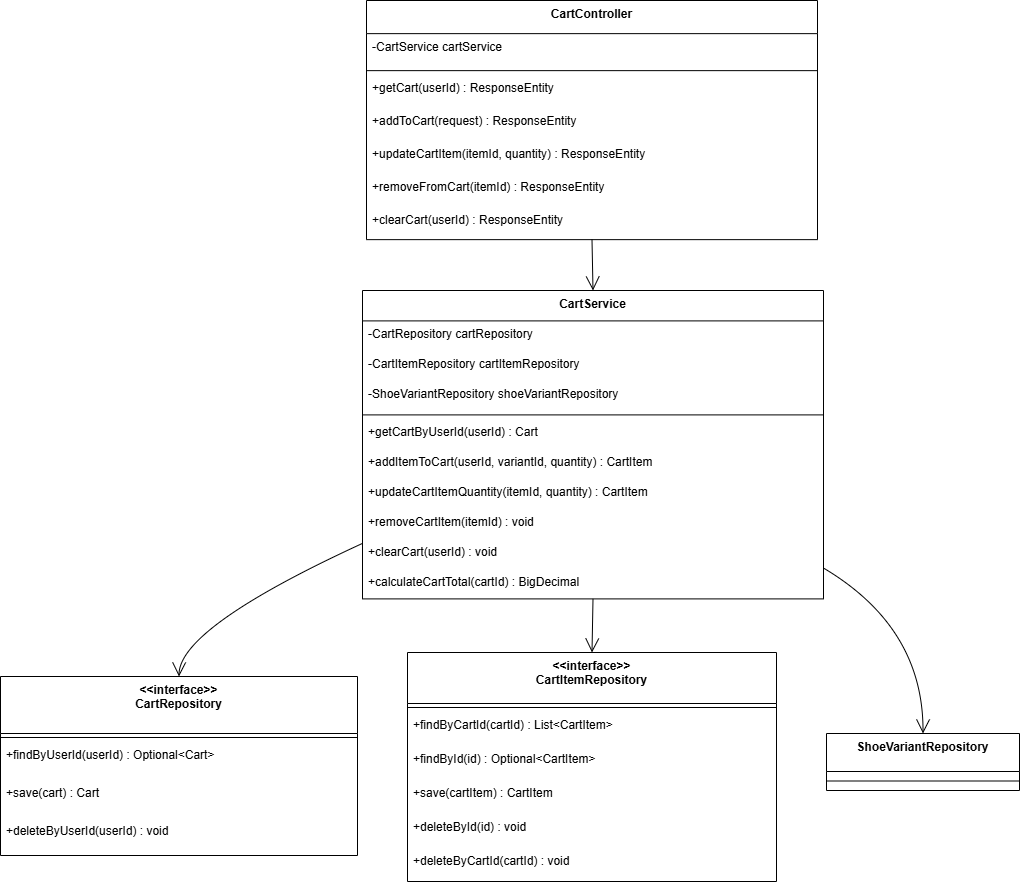 CartController
-CartService cartService
+getCart(userId) : ResponseEntity
+addToCart(request) : ResponseEntity
+updateCartItem(itemId, quantity) : ResponseEntity
+removeFromCart(itemId) : ResponseEntity
+clearCart(userId) : ResponseEntity
CartService
-CartRepository cartRepository
-CartItemRepository cartItemRepository
-ShoeVariantRepository shoeVariantRepository
+getCartByUserId(userId) : Cart
+addItemToCart(userId, variantId, quantity) : CartItem
+updateCartItemQuantity(itemId, quantity) : CartItem
+removeCartItem(itemId) : void
+clearCart(userId) : void
+calculateCartTotal(cartId) : BigDecimal
<<interface>>
CartRepository
+findByUserId(userId) : Optional<Cart>
+save(cart) : Cart
+deleteByUserId(userId) : void
<<interface>>
CartItemRepository
+findByCartId(cartId) : List<CartItem>
+findById(id) : Optional<CartItem>
+save(cartItem) : CartItem
+deleteById(id) : void
+deleteByCartId(cartId) : void
ShoeVariantRepository